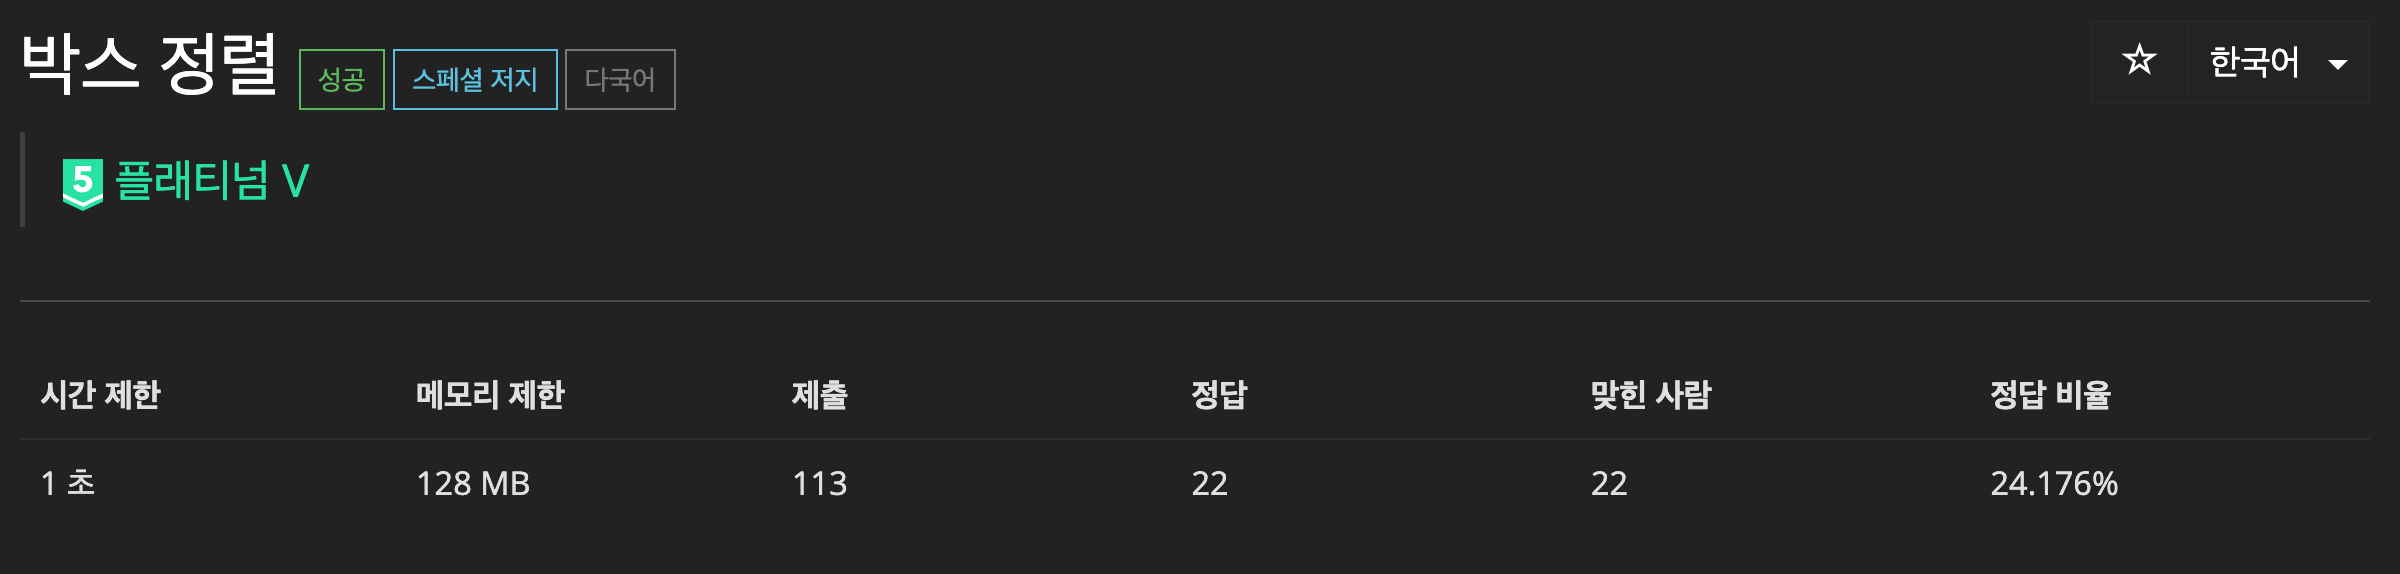 박스 정렬 성공 스페셜 저지 다국어 ☆ 한국어
5 플래티넘 V
시간 제한 메모리 제한 제출 정답 맞힌 사람 정답 비율
1 초 128 MB 113 22 22 24.176%